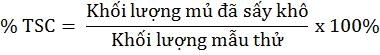 % TSC = Khối lượng mủ đã sấy khô / Khối lượng mẫu thử x 100%